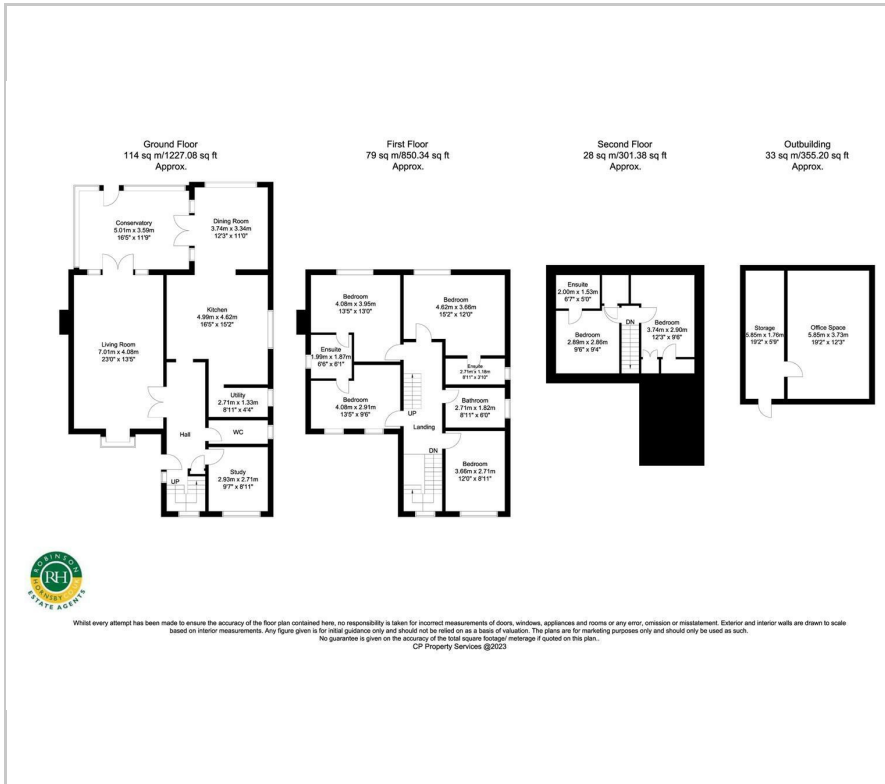 Ground Floor
114 sq m/1227.08 sq ft
Approx.
Conservatory
5.01m x 3.59m
16'5" x 11'9"
Dining Room
3.74m x 3.34m
12'3" x 11'0"
Kitchen
4.99m x 4.62m
16'5" x 15'2"
Living Room
7.01m x 4.08m
23'0" x 13'5"
Utility
2.71m x 1.33m
8'11" x 4'4"
Hall
WC
UP
Study
2.93m x 2.71m
9'7" x 8'11"
First Floor
79 sq m/850.34 sq ft
Approx.
Bedroom
4.08m x 3.95m
13'5" x 13'0"
Bedroom
4.62m x 3.66m
15'2" x 12'0"
Ensuite
1.99m x 1.87m
6'6" x 6'1"
Ensuite
2.71m x 1.18m
8'11" x 3'10"
Bedroom
4.08m x 2.91m
13'5" x 9'6"
UP
Bathroom
2.71m x 1.82m
8'11" x 6'0"
Landing
DN
Bedroom
3.66m x 2.71m
12'0" x 8'11"
Second Floor
28 sq m/301.38 sq ft
Approx.
Ensuite
2.00m x 1.53m
6'7" x 5'0"
DN
Bedroom
3.74m x 2.90m
12'3" x 9'6"
Bedroom
2.89m x 2.86m
9'6" x 9'4"
Outbuilding
33 sq m/355.20 sq ft
Approx.
Storage
5.85m x 1.76m
19'2" x 5'9"
Office Space
5.85m x 3.73m
19'2" x 12'3"
ROBINSON
RH
HORNSBY
ESTATE AGENTS
Whilst every attempt has been made to ensure the accuracy of the floor plan contained here, no responsibility is taken for incorrect measurements of doors, windows, appliances and rooms or any error, omission or misstatement. Exterior and interior walls are drawn to scale
based on interior measurements. Any figure given is for initial guidance only and should not be relied on as a basis of valuation. The plans are for marketing purposes only and should only be used as such.
No guarantee is given on the accuracy of the total square footage/ meterage if quoted on this plan..
CP Property Services @2023